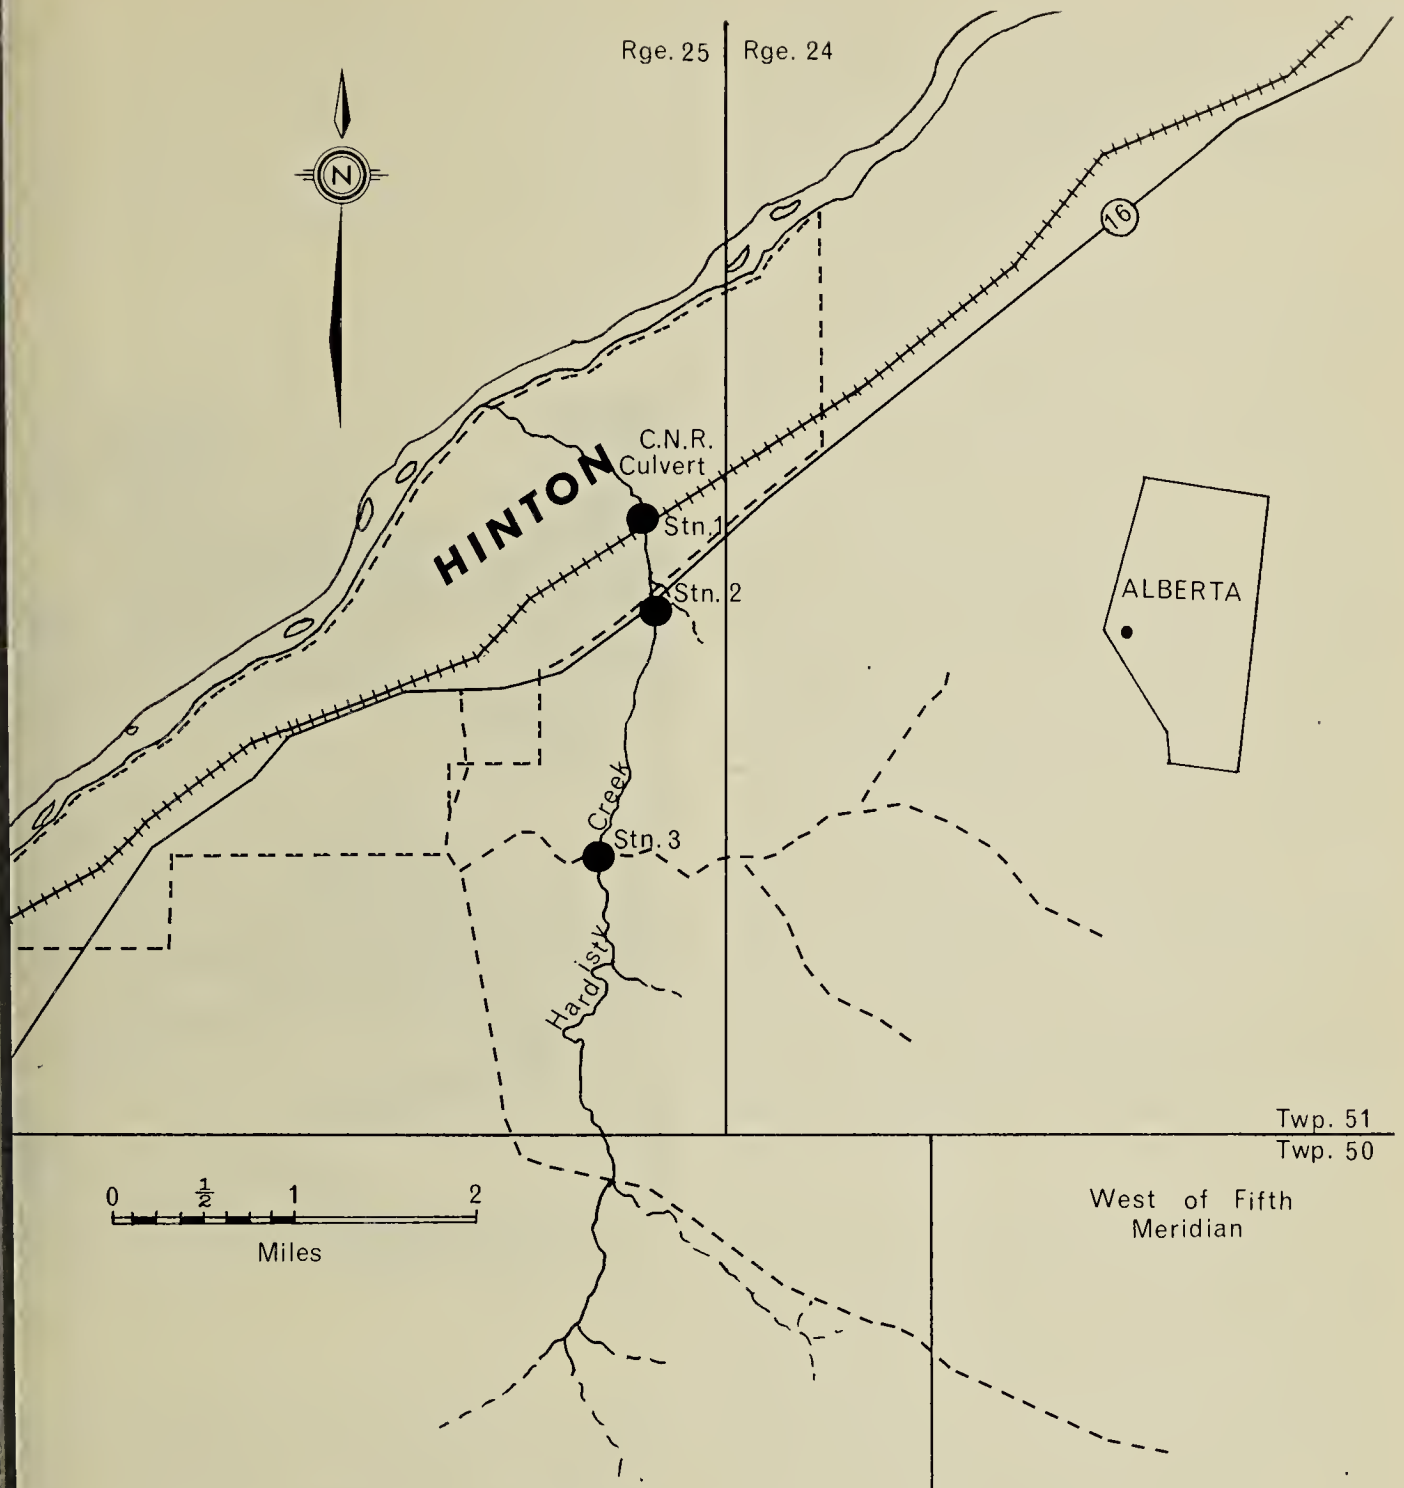 Rge. 25
Rge. 24
N
16
C.N.R.
Culvert
HINTON
Stn.1
Stn. 2
ALBERTA
Creek
Stn. 3
Hardisty
Twp. 51
Twp. 50
0 ½ 1 2
Miles
West of Fifth
Meridian